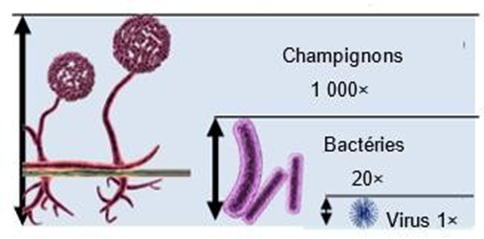 Champignons
1 000×
Bactéries
20×
Virus 1×